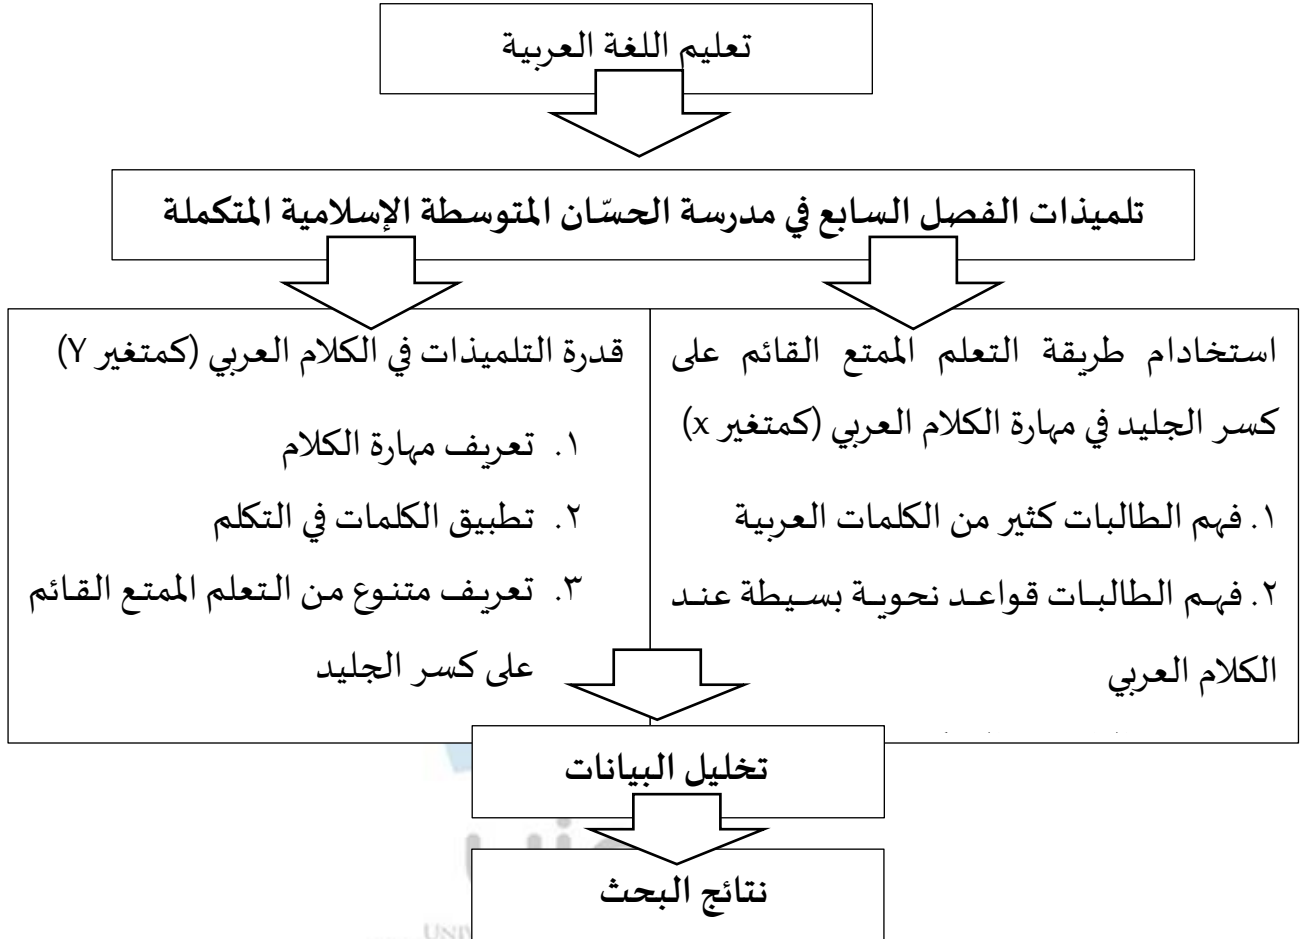 تعليم اللغة العربية
تلميذات الفصل السابع في مدرسة الحسّان المتوسطة الإسلامية المتكملة
استخادام طريقة التعلم الممتع القائم على
كسر الجليد في مهارة الكلام العربي (كمتغير x)
١. فهم الطالبات كثير من الكلمات العربية
٢. فهم الطالبات قواعد نحوية بسيطة عند
الكلام العربي
قدرة التلميذات في الكلام العربي (كمتغير Y)
١. تعريف مهارة الكلام
٢. تطبيق الكلمات في التكلم
٣. تعريف متنوع من التعلم الممتع القائم
على كسر الجليد
تخليل البيانات
نتائج البحث